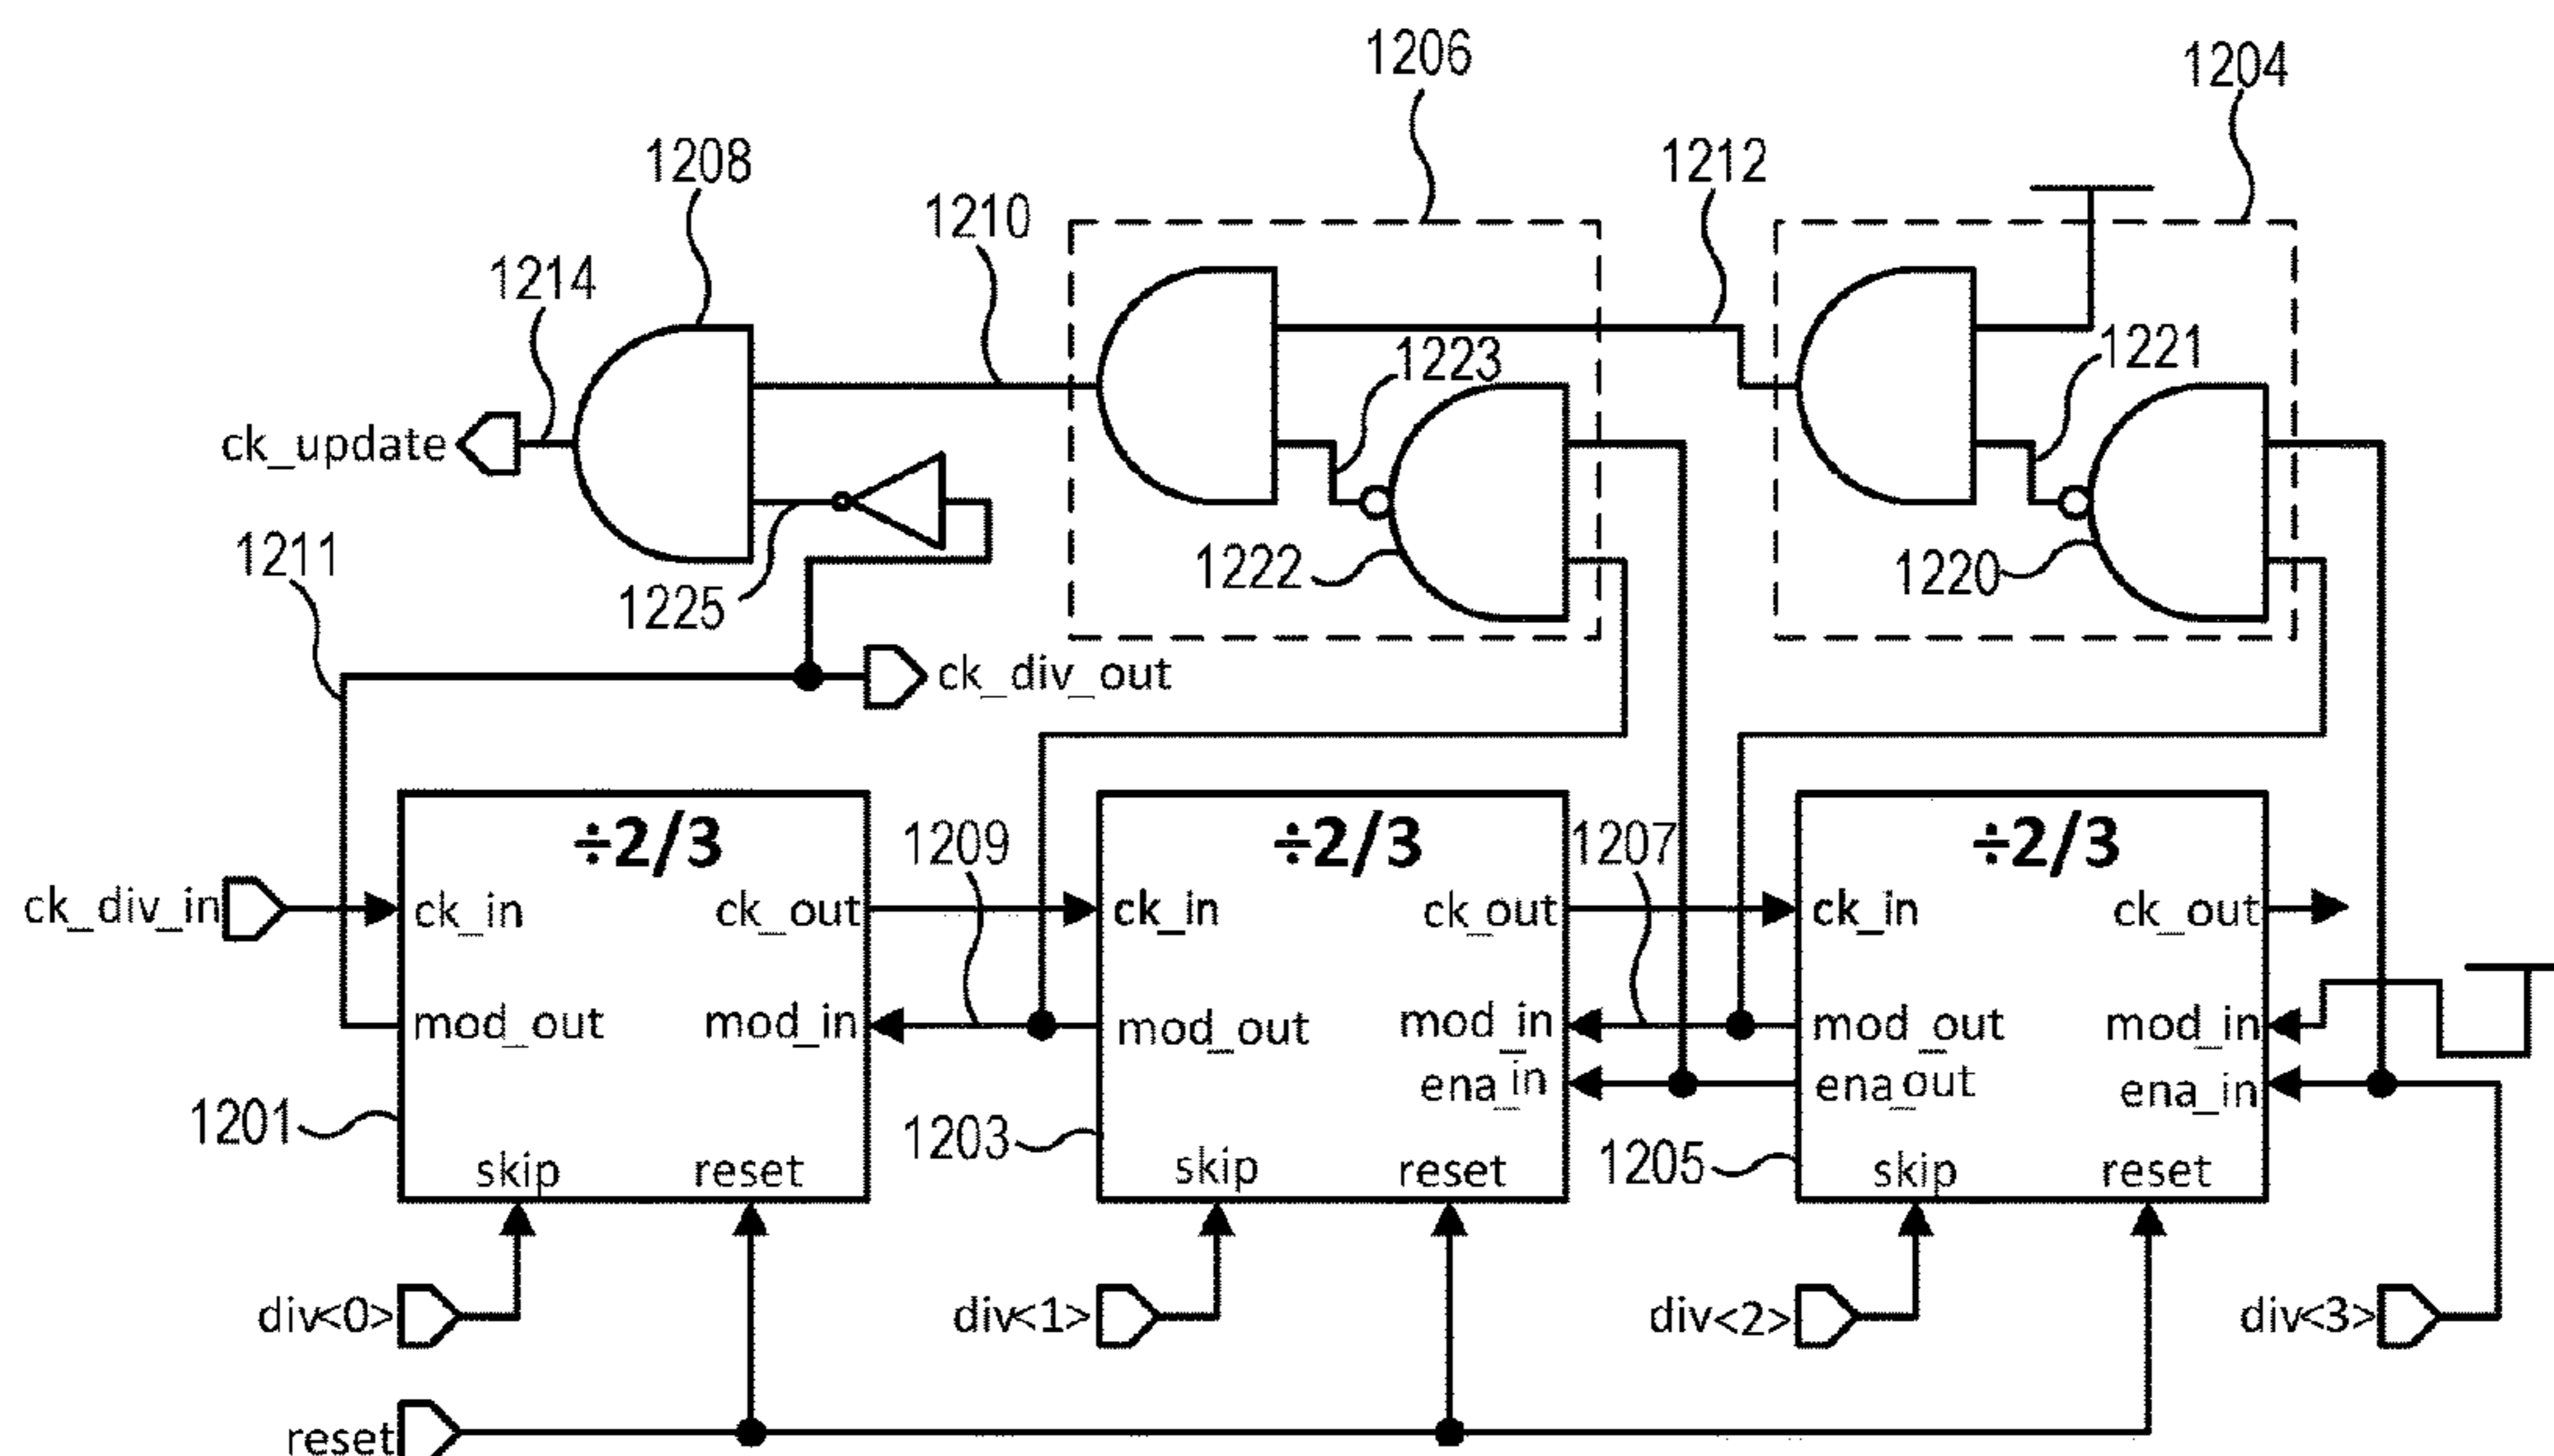 1206
1204
1208
1212
1210
1214
1223
1221
ck_update
1211
1225
1222
1220
ck_div_out
÷2/3
÷2/3
÷2/3
1209
1207
ck_div_in
ck_in
ck_out
ck_in
ck_out
ck_in
ck_out
mod_out
mod_in
mod_out
mod_in
mod_out
mod_in
ena_in
ena_out
ena_in
1201
1203
1205
skip
reset
skip
reset
skip
reset
div<0>
div<1>
div<2>
div<3>
reset